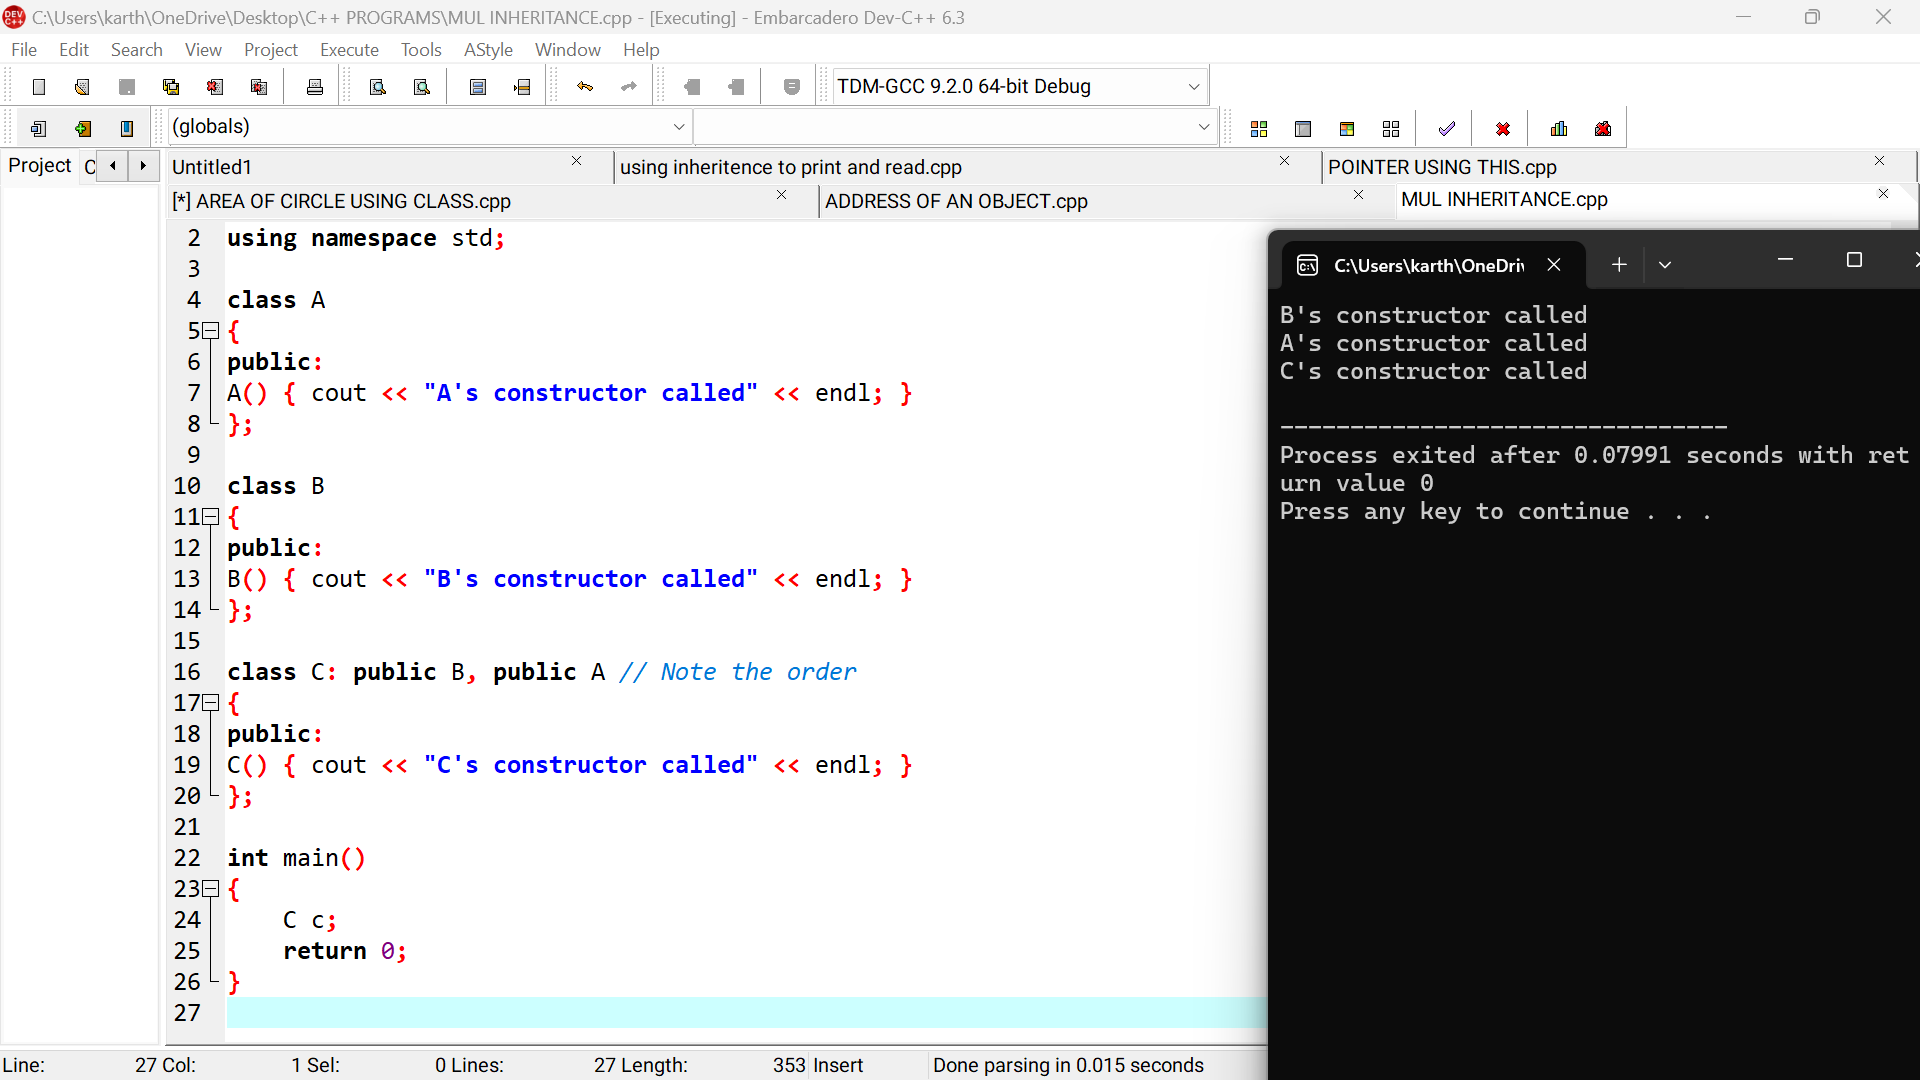 C:\Users\karth\OneDrive\Desktop\C++ PROGRAMS\MUL INHERITANCE.cpp - [Executing] - Embarcadero Dev-C++ 6.3
File Edit Search View Project Execute Tools AStyle Window Help
TDM-GCC 9.2.0 64-bit Debug
(globals)
Project C
Untitled1
using inheritence to print and read.cpp
POINTER USING THIS.cpp
[*] AREA OF CIRCLE USING CLASS.cpp
ADDRESS OF AN OBJECT.cpp
MUL INHERITANCE.cpp
2 using namespace std;
3
4 class A
5 {
6 public:
7 A() { cout << "A's constructor called" << endl; }
8 };
9
10 class B
11 {
12 public:
13 B() { cout << "B's constructor called" << endl; }
14 };
15
16 class C: public B, public A // Note the order
17 {
18 public:
19 C() { cout << "C's constructor called" << endl; }
20 };
21
22 int main()
23 {
24 C c;
25 return 0;
26 }
27
C:\Users\karth\OneDri
B's constructor called
A's constructor called
C's constructor called
--------------------------------
Process exited after 0.07991 seconds with ret
urn value 0
Press any key to continue . . .
Line: 27 Col: 1 Sel: 0 Lines: 27 Length: 353 Insert Done parsing in 0.015 seconds